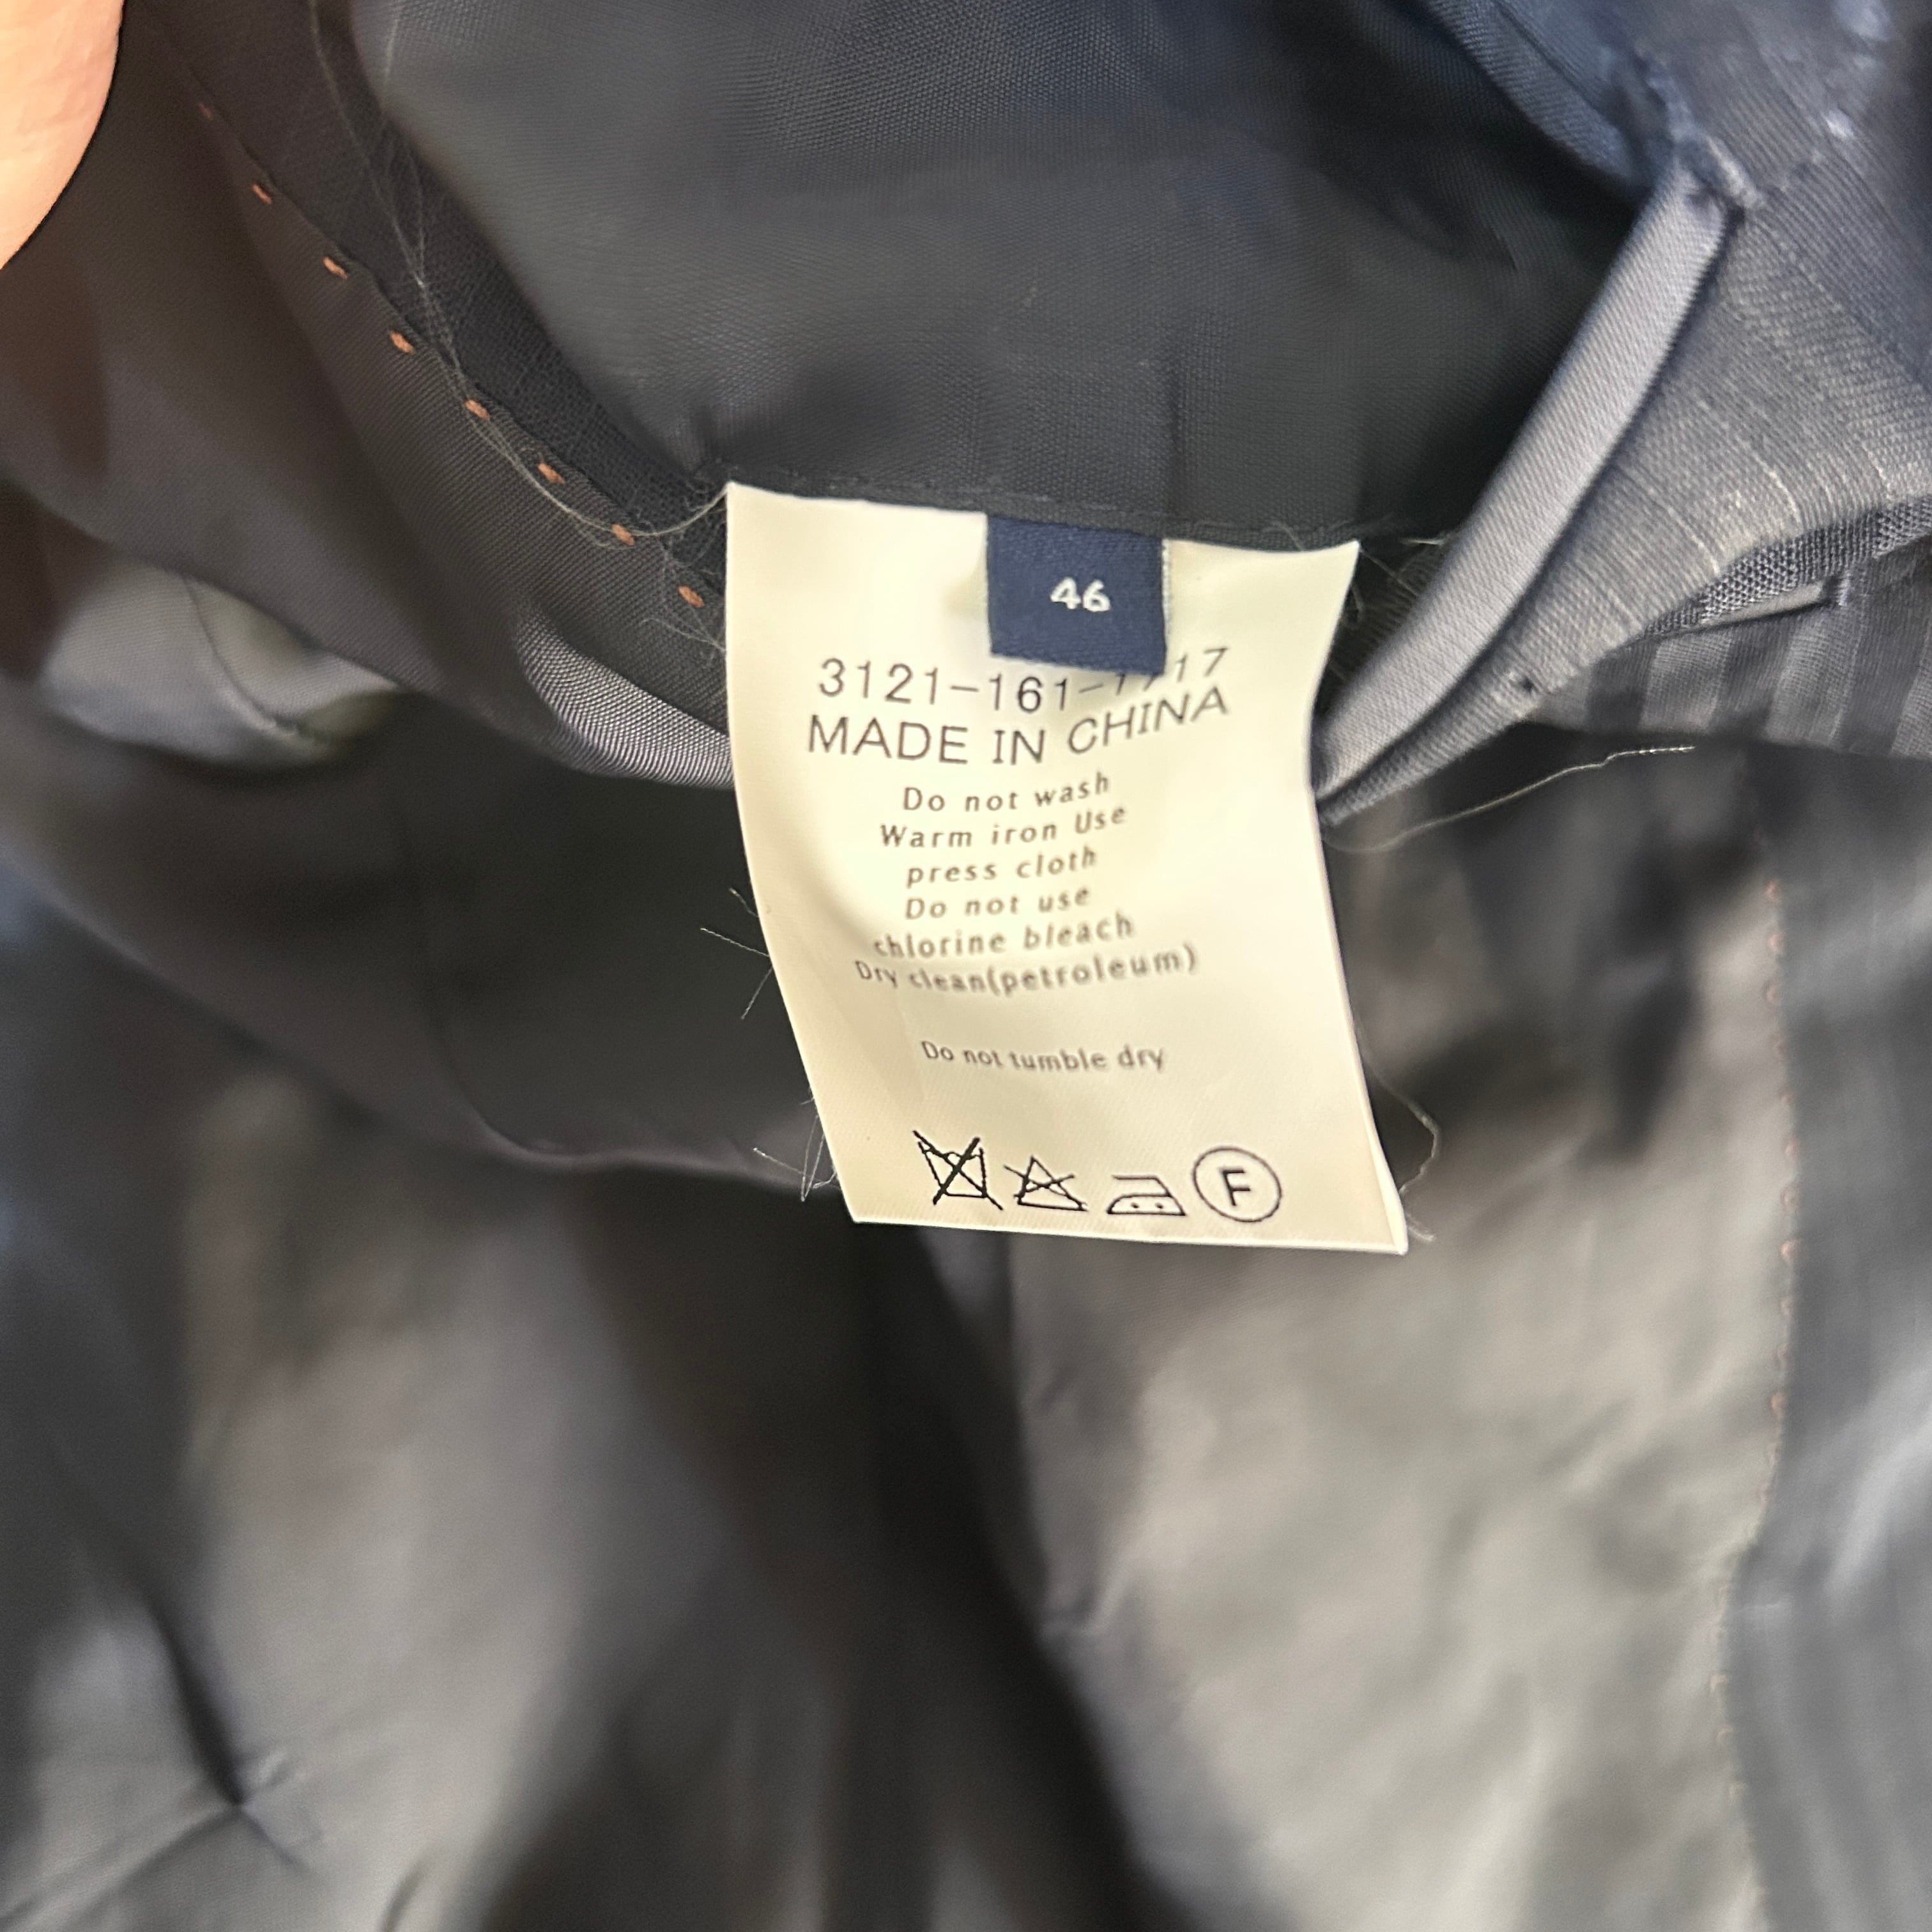 46
3121-161-1717
MADE IN CHINA
Do not wash
Warm iron Use
press cloth
Do not use
chlorine bleach
Dry clean(petroleum)
Do not tumble dry
F